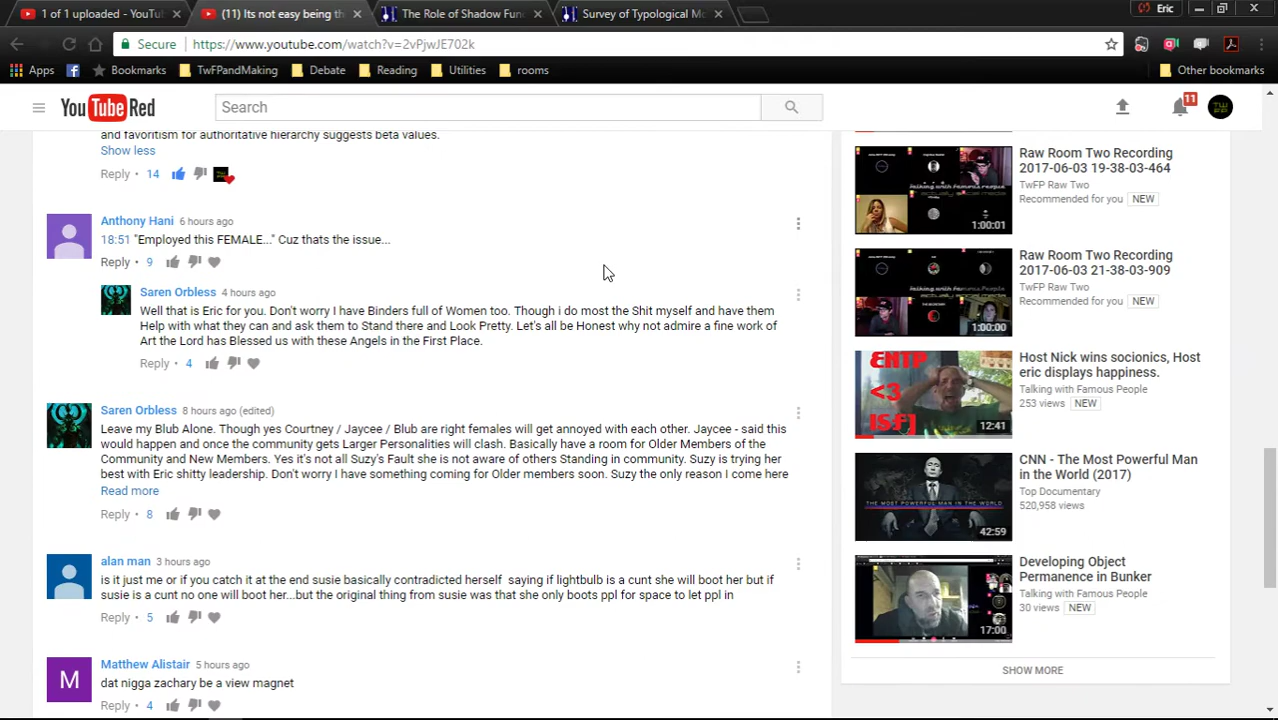 1 of 1 uploaded - YouTu
(11) Its not easy being th
The Role of Shadow Fun
Survey of Typological Mo
Eric
Secure
https://www.youtube.com/watch?v=2vPjwJE702k
Apps
Bookmarks
TwFPandMaking
Debate
Reading
Utilities
rooms
Other bookmarks
YouTube Red
Search
11
and favoritism for authoritative hierarchy suggests beta values.
Show less
Reply • 14
Anthony Hani 6 hours ago
18:51 "Employed this FEMALE..." Cuz thats the issue...
Reply • 9
Saren Orbless 4 hours ago
Well that is Eric for you. Don't worry I have Binders full of Women too. Though i do most the Shit myself and have them
Help with what they can and ask them to Stand there and Look Pretty. Let's all be Honest why not admire a fine work of
Art the Lord has Blessed us with these Angels in the First Place.
Reply • 4
Saren Orbless 8 hours ago (edited)
Leave my Blub Alone. Though yes Courtney / Jaycee / Blub are right females will get annoyed with each other. Jaycee - said this
would happen and once the community gets Larger Personalities will clash. Basically have a room for Older Members of the
Community and New Members. Yes it's not all Suzy's Fault she is not aware of others Standing in community. Suzy is trying her
best with Eric shitty leadership. Don't worry I have something coming for Older members soon. Suzy the only reason I come here
Read more
Reply • 8
alan man 3 hours ago
is it just me or if you catch it at the end susie basically contradicted herself saying if lightbulb is a cunt she will boot her but if
susie is a cunt no one will boot her...but the original thing from susie was that she only boots ppl for space to let ppl in
Reply • 5
M
Matthew Alistair 5 hours ago
dat nigga zachary be a view magnet
Reply • 4
Raw Room Two Recording
2017-06-03 19-38-03-464
TwFP Raw Two
Recommended for you NEW
1:00:01
Raw Room Two Recording
2017-06-03 21-38-03-909
TwFP Raw Two
Recommended for you NEW
1:00:00
ENTP
<3
ISFJ
12:41
Host Nick wins socionics, Host
eric displays happiness.
Talking with Famous People
253 views NEW
THE MOST POWERFUL MAN IN THE WORLD
42:59
CNN - The Most Powerful Man
in the World (2017)
Top Documentary
520,958 views
17:00
Developing Object
Permanence in Bunker
Talking with Famous People
30 views NEW
SHOW MORE